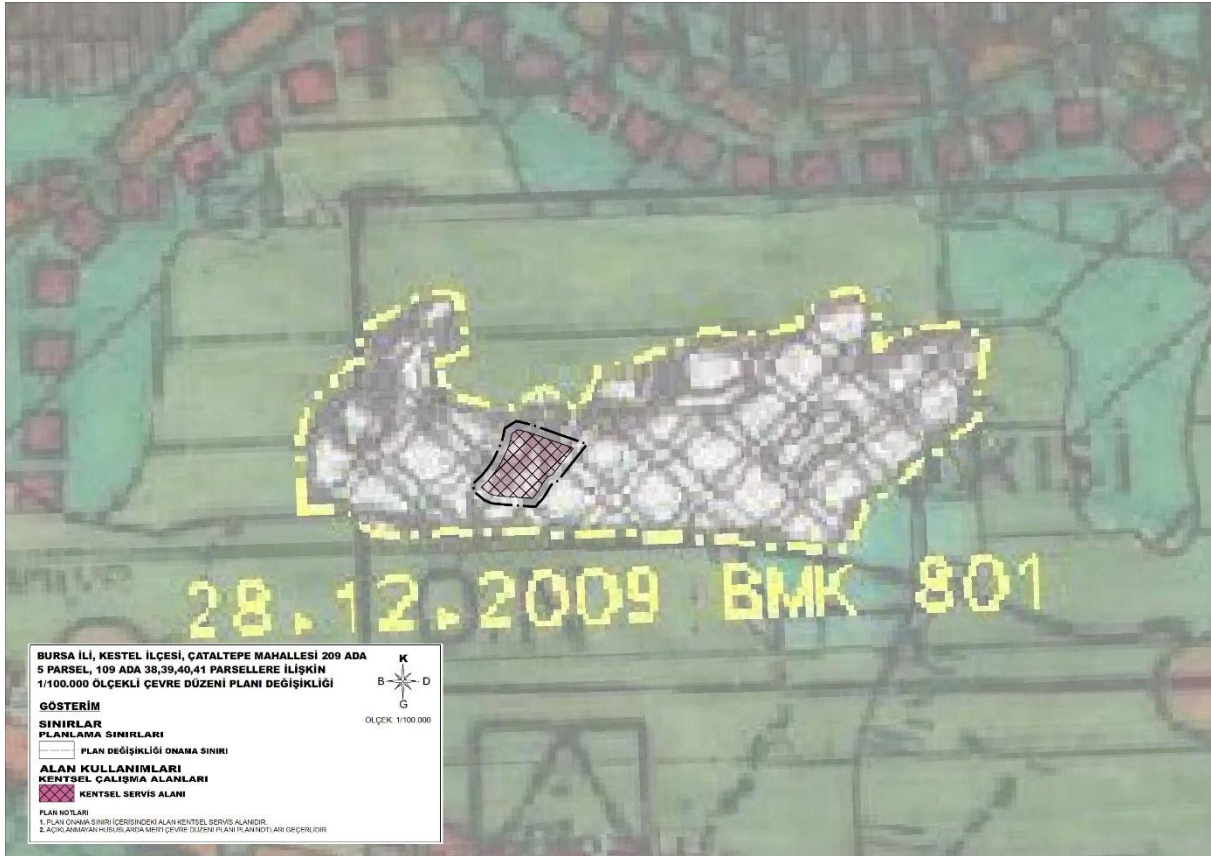 28.12.2009 BMK 801
BURSA İLİ, KESTEL İLÇESİ, ÇATALTEPE MAHALLESİ 209 ADA
5 PARSEL, 109 ADA 38,39,40,41 PARSELLERE İLİŞKİN
1/100.000 ÖLÇEKLİ ÇEVRE DÜZENİ PLANI DEĞİŞİKLİĞİ
K
B D
G
ÖLÇEK: 1/100.000
GÖSTERİM
SINIRLAR
PLANLAMA SINIRLARI
PLAN DEĞİŞİKLİĞİ ONAMA SINIRI
ALAN KULLANIMLARI
KENTSEL ÇALIŞMA ALANLARI
KENTSEL SERVİS ALANI
PLAN NOTLARI
1. PLAN ONAMA SINIRI İÇERİSİNDEKİ ALAN KENTSEL SERVİS ALANIDIR.
2. AÇIKLANMAYAN HUSUSLARDA MERİ ÇEVRE DÜZENİ PLANI PLAN NOTLARI GEÇERLİDİR
A